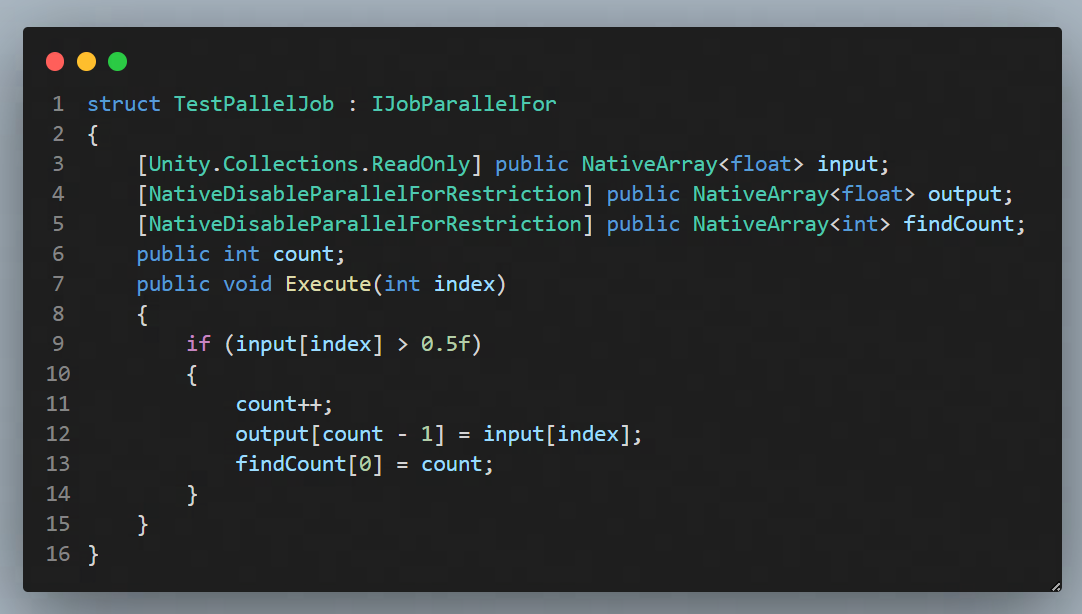 1 struct TestPallelJob : IJobParallelFor
2 {
3     [Unity.Collections.ReadOnly] public NativeArray<float> input;
4     [NativeDisableParallelForRestriction] public NativeArray<float> output;
5     [NativeDisableParallelForRestriction] public NativeArray<int> findCount;
6     public int count;
7     public void Execute(int index)
8     {
9         if (input[index] > 0.5f)
10         {
11             count++;
12             output[count - 1] = input[index];
13             findCount[0] = count;
14         }
15     }
16 }